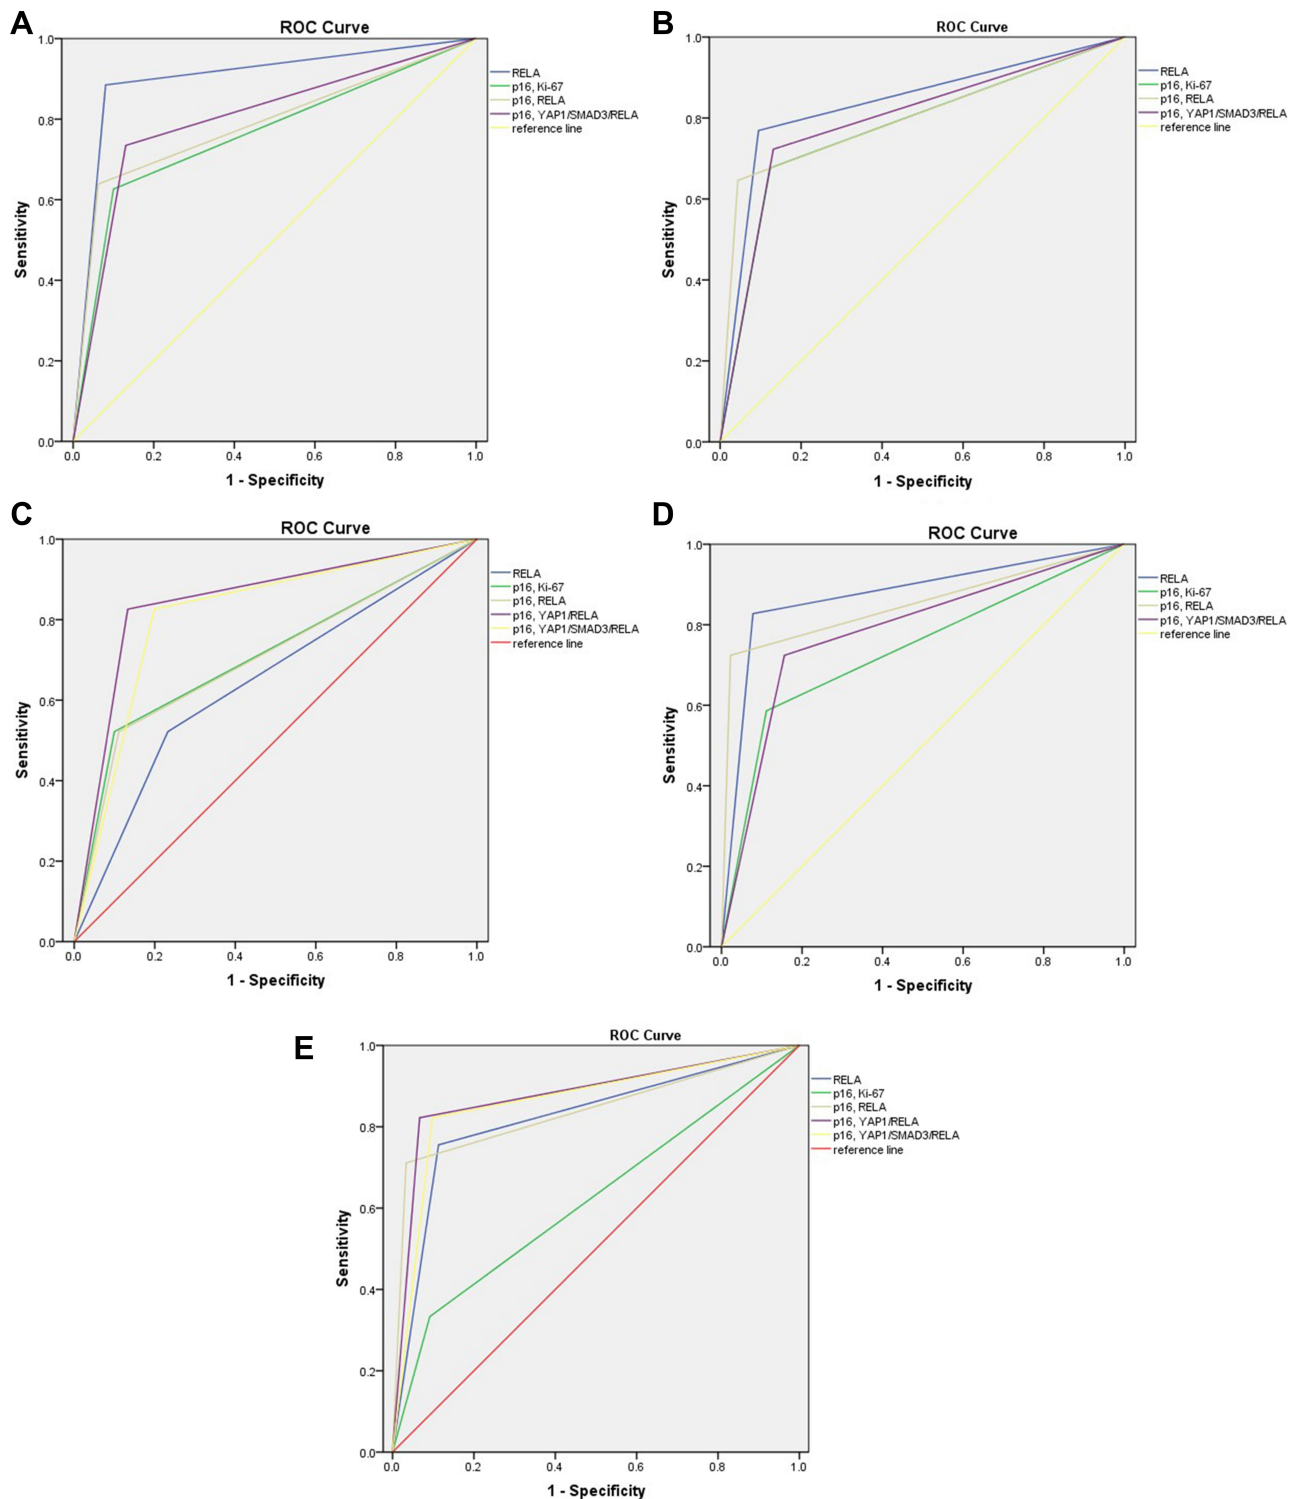 A
ROC Curve
1.0
0.8
0.6
0.4
0.2
0.0
0.0 0.2 0.4 0.6 0.8 1.0
Sensitivity
1 - Specificity
RELA
p16, Ki-67
p16, RELA
p16, YAP1/SMAD3/RELA
reference line
B
ROC Curve
1.0
0.8
0.6
0.4
0.2
0.0
0.0 0.2 0.4 0.6 0.8 1.0
Sensitivity
1 - Specificity
RELA
p16, Ki-67
p16, RELA
p16, YAP1/SMAD3/RELA
reference line
C
ROC Curve
1.0
0.8
0.6
0.4
0.2
0.0
0.0 0.2 0.4 0.6 0.8 1.0
Sensitivity
1 - Specificity
RELA
p16, Ki-67
p16, RELA
p16, YAP1/RELA
p16, YAP1/SMAD3/RELA
reference line
D
ROC Curve
1.0
0.8
0.6
0.4
0.2
0.0
0.0 0.2 0.4 0.6 0.8 1.0
Sensitivity
1 - Specificity
RELA
p16, Ki-67
p16, RELA
p16, YAP1/SMAD3/RELA
reference line
E
ROC Curve
1.0
0.8
0.6
0.4
0.2
0.0
0.0 0.2 0.4 0.6 0.8 1.0
Sensitivity
1 - Specificity
RELA
p16, Ki-67
p16, RELA
p16, YAP1/RELA
p16, YAP1/SMAD3/RELA
reference line